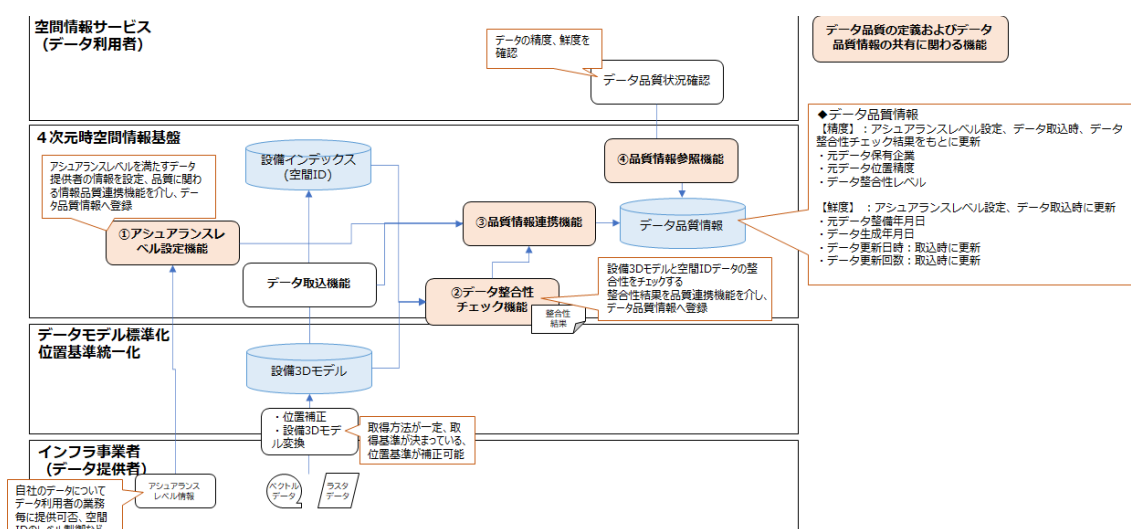 空間情報サービス
(データ利用者)
データの精度、鮮度を
確認
データ品質状況確認
データ品質の定義およびデータ
品質情報の共有に関わる機能
４次元時空間情報基盤
アシュアランスレベルを満たすデータ
提供者の情報を設定、品質に関わ
る情報品質連携機能を介し、デー
タ品質情報へ登録
設備インデックス
(空間ID)
④品質情報参照機能
◆データ品質情報
【精度】：アシュアランスレベル設定、データ取込時、データ
整合性チェック結果をもとに更新
・元データ保有企業
・元データ位置精度
・データ整合性レベル
【鮮度】：アシュアランスレベル設定、データ取込時に更新
・元データ整備年月日
・データ生成年月日
・データ更新日時：取込時に更新
・データ更新回数：取込時に更新
①アシュアランスレ
ベル設定機能
③品質情報連携機能
データ品質情報
データ取込機能
②データ整合性
チェック機能
整合性
結果
設備3Dモデルと空間IDデータの整
合性をチェックする
整合性結果を品質連携機能を介し、
データ品質情報へ登録
データモデル標準化
位置基準統一化
設備3Dモデル
・位置補正
・設備3Dモデ
ル変換
取得方法が一定、取
得基準が決まっている、
位置基準が補正可能
インフラ事業者
(データ提供者)
アシュアランス
レベル情報
ベクトル
データ
ラスタ
データ
自社のデータについて
データ利用者の業務
毎に提供可否、空間